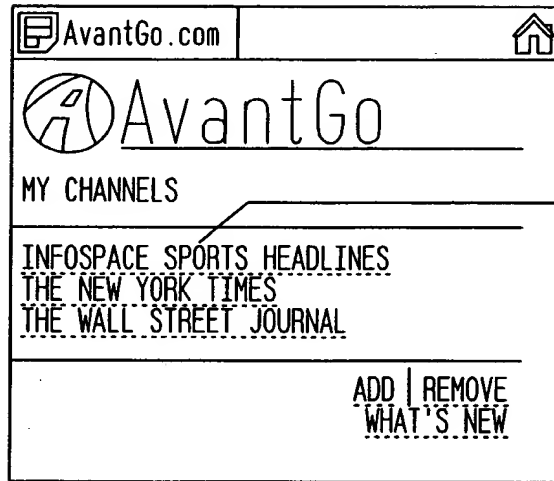 AvantGo.com
AvantGo
MY CHANNELS
INFOSPACE SPORTS HEADLINES
THE NEW YORK TIMES
THE WALL STREET JOURNAL
ADD | REMOVE
WHAT'S NEW